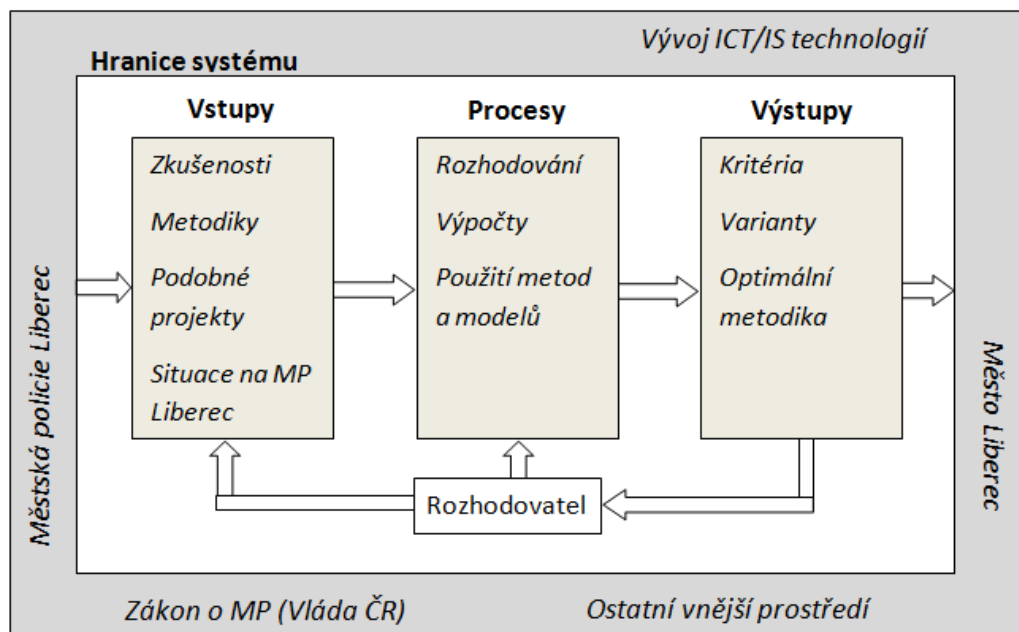 Vývoj ICT/IS technologií
Hranice systému
Městská policie Liberec
Vstupy
Zkušenosti
Metodiky
Podobné
projekty
Situace na MP
Liberec
Procesy
Rozhodování
Výpočty
Použití metod
a modelů
Výstupy
Kritéria
Varianty
Optimální
metodika
Město Liberec
Rozhodovatel
Zákon o MP (Vláda ČR)
Ostatní vnější prostředí